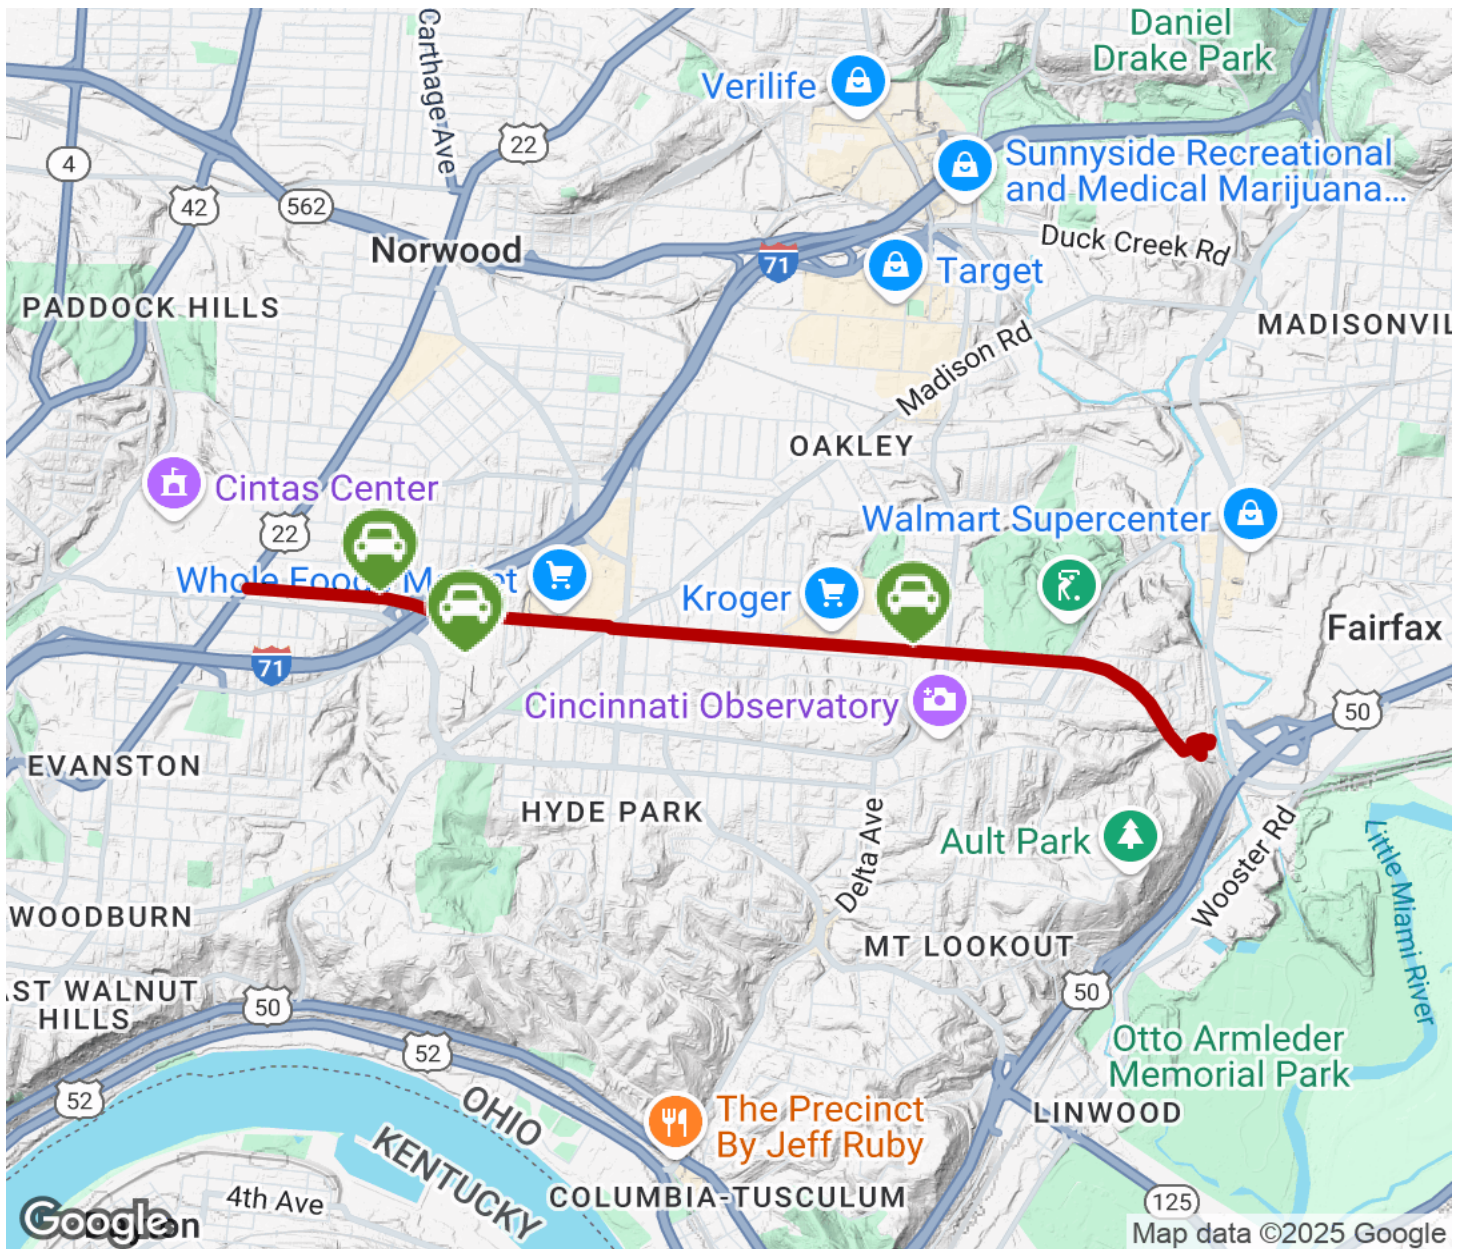 Daniel
Drake Park
Carthage Ave
Verilife
22
Sunnyside Recreational
and Medical Marijuana...
4
42
562
Duck Creek Rd
Norwood
71
Target
PADDOCK HILLS
MADISONVIL
Madison Rd
OAKLEY
Cintas Center
Walmart Supercenter
22
Whole Foods Market
Kroger
Fairfax
71
Cincinnati Observatory
50
EVANSTON
HYDE PARK
Delta Ave
Ault Park
Wooster Rd
Little Miami River
WOODBURN
MT LOOKOUT
AST WALNUT
HILLS
50
50
52
Otto Armleder
Memorial Park
52
OHIO
KENTUCKY
The Precinct
By Jeff Ruby
LINWOOD
4th Ave
COLUMBIA-TUSCULUM
125
Google
Map data ©2025 Google